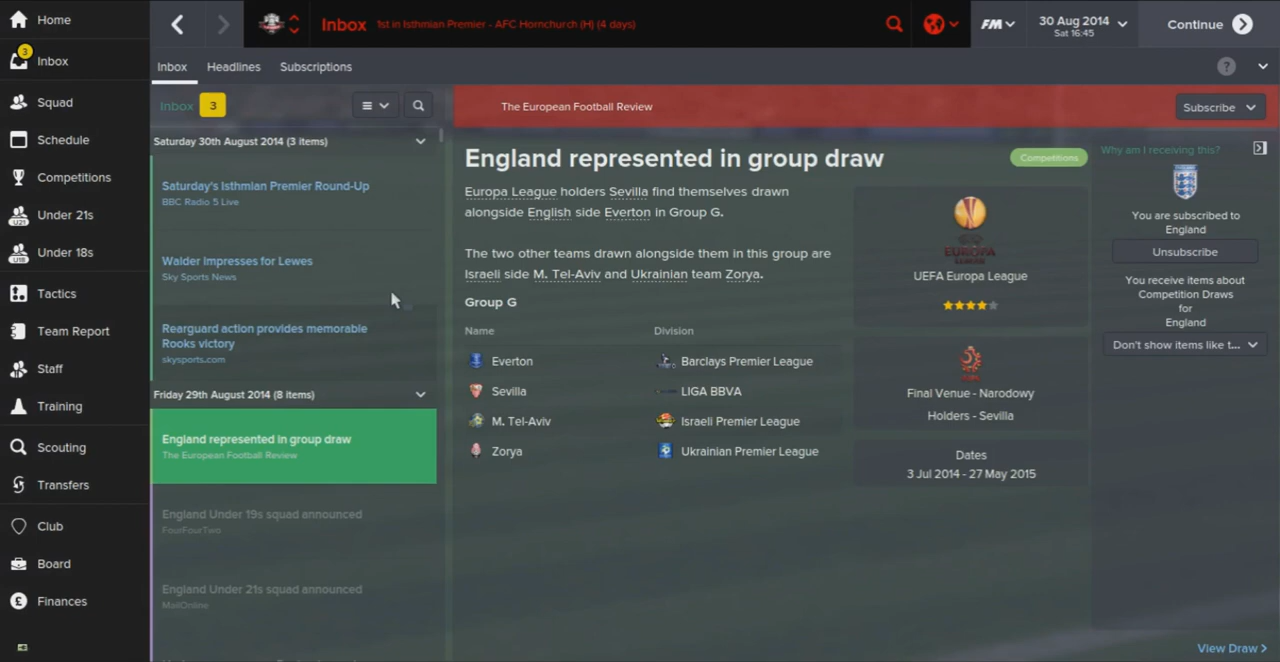 Home
Inbox
3
Squad
Schedule
Competitions
Under 21s
Under 18s
Tactics
Team Report
Staff
Training
Scouting
Transfers
Club
Board
Finances
Inbox
1st in Isthmian Premier - AFC Hornchurch (H) (4 days)
FM
30 Aug 2014
Sat 16:45
Continue
Inbox
Headlines
Subscriptions
?
Inbox
3
Saturday 30th August 2014 (3 items)
Saturday's Isthmian Premier Round-Up
BBC Radio 5 Live
Walder impresses for Lewes
Sky Sports News
Rearguard action provides memorable
Rooks victory
skysports.com
Friday 29th August 2014 (8 items)
England represented in group draw
The European Football Review
England Under 19s squad announced
FourFourTwo
England Under 21s squad announced
MailOnline
The European Football Review
Subscribe
England represented in group draw
Competitions
Europa League holders Sevilla find themselves drawn
alongside English side Everton in Group G.
The two other teams drawn alongside them in this group are
Israeli side M. Tel-Aviv and Ukrainian team Zorya.
Group G
Name Division
Everton Barclays Premier League
Sevilla LIGA BBVA
M. Tel-Aviv Israeli Premier League
Zorya Ukrainian Premier League
EUROPA
UEFA Europa League
Final Venue - Narodowy
Holders - Sevilla
Dates
3 Jul 2014 - 27 May 2015
Why am I receiving this?
You are subscribed to
England
Unsubscribe
You receive items about
Competition Draws
for
England
Don't show items like t...
View Draw >